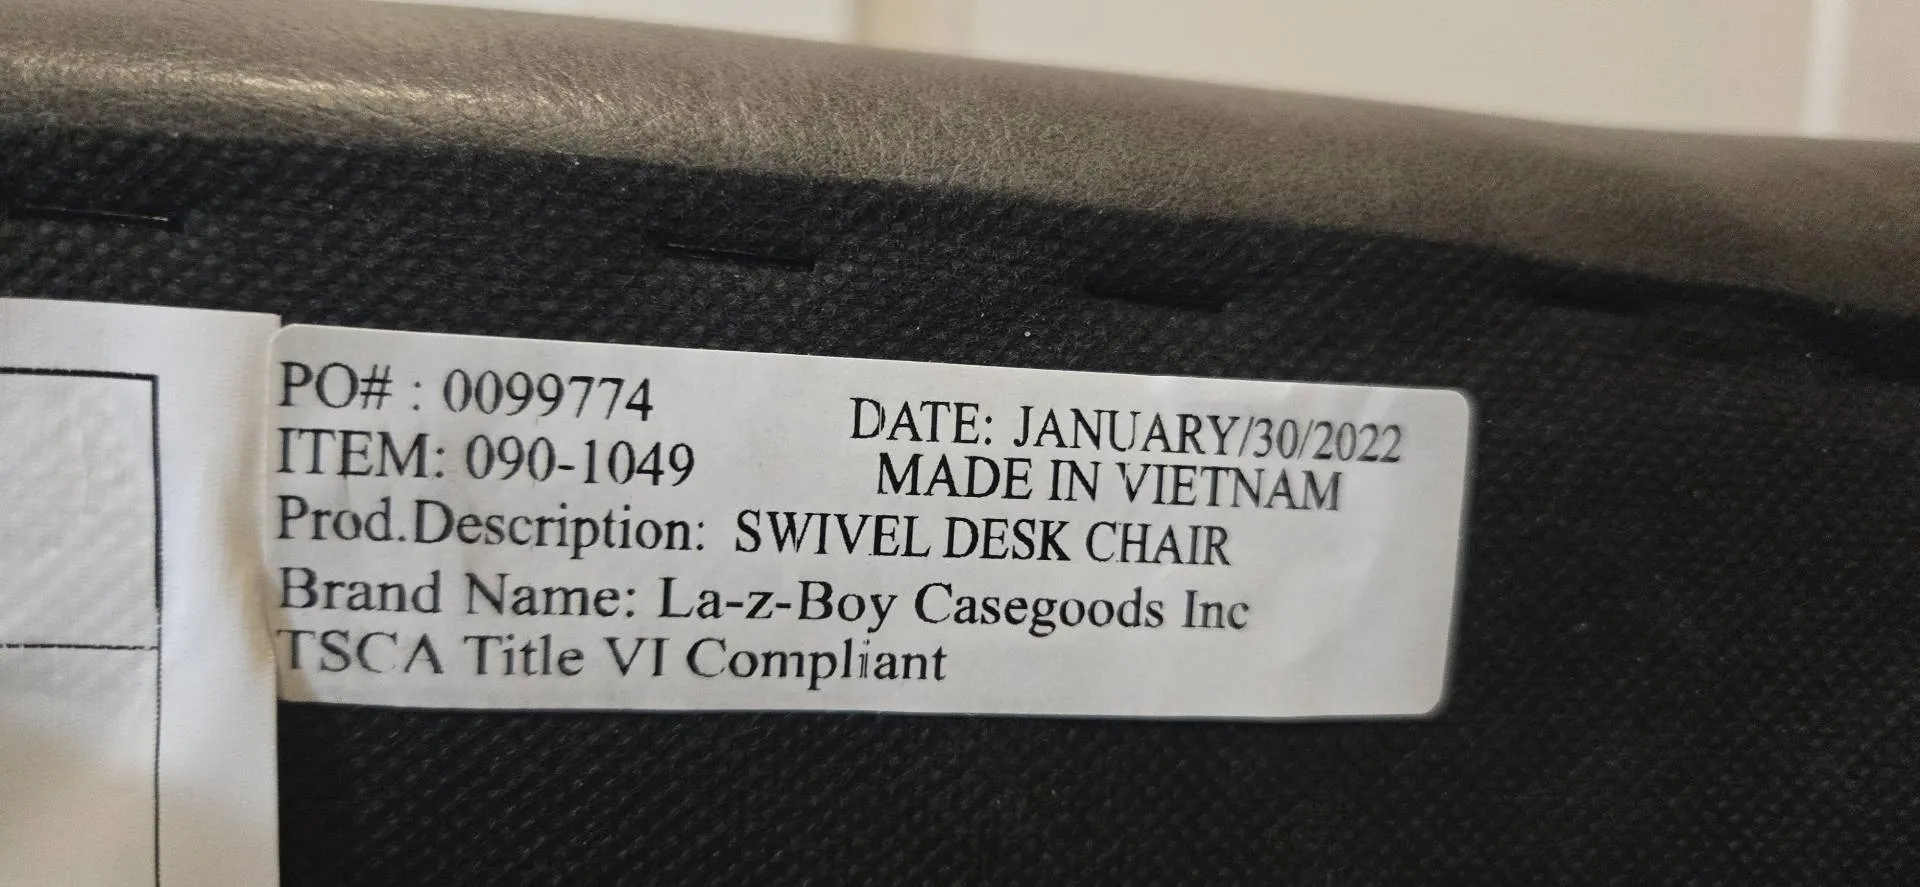 PO# : 0099774
DATE: JANUARY/30/2022
ITEM: 090-1049
MADE IN VIETNAM
Prod.Description: SWIVEL DESK CHAIR
Brand Name: La-z-Boy Casegoods Inc
TSCA Title VI Compliant